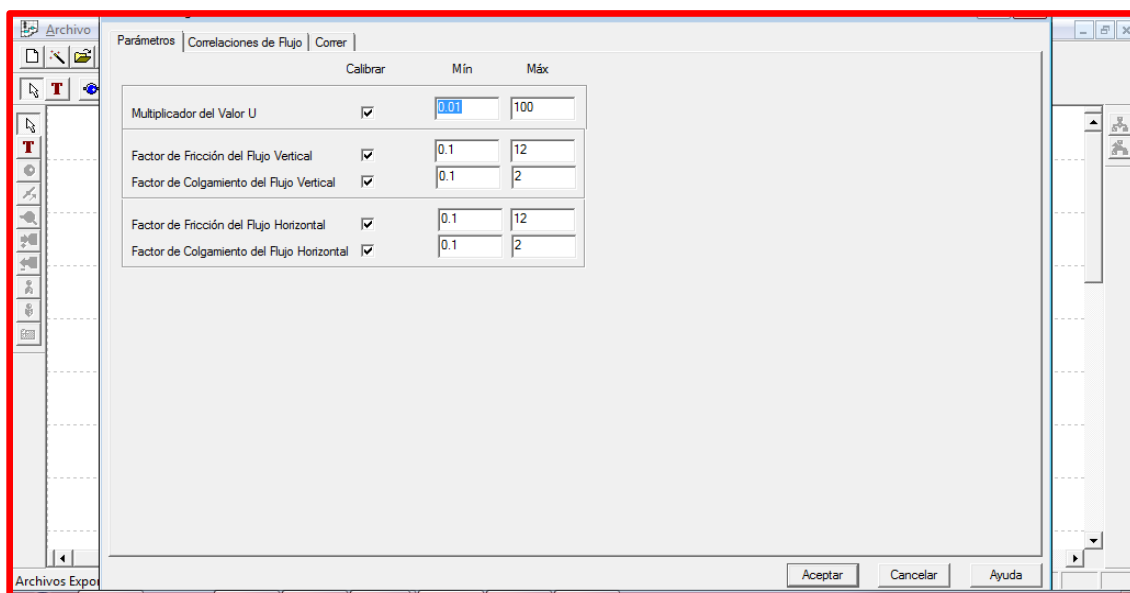 Archivo
Parámetros Correlaciones de Flujo Correr
Calibrar Mín Máx
T
Multiplicador del Valor U 0.01 100
T
Factor de Fricción del Flujo Vertical 0.1 12
Factor de Colgamiento del Flujo Vertical 0.1 2
Factor de Fricción del Flujo Horizontal 0.1 12
Factor de Colgamiento del Flujo Horizontal 0.1 2
Aceptar Cancelar Ayuda
Archivos Expor